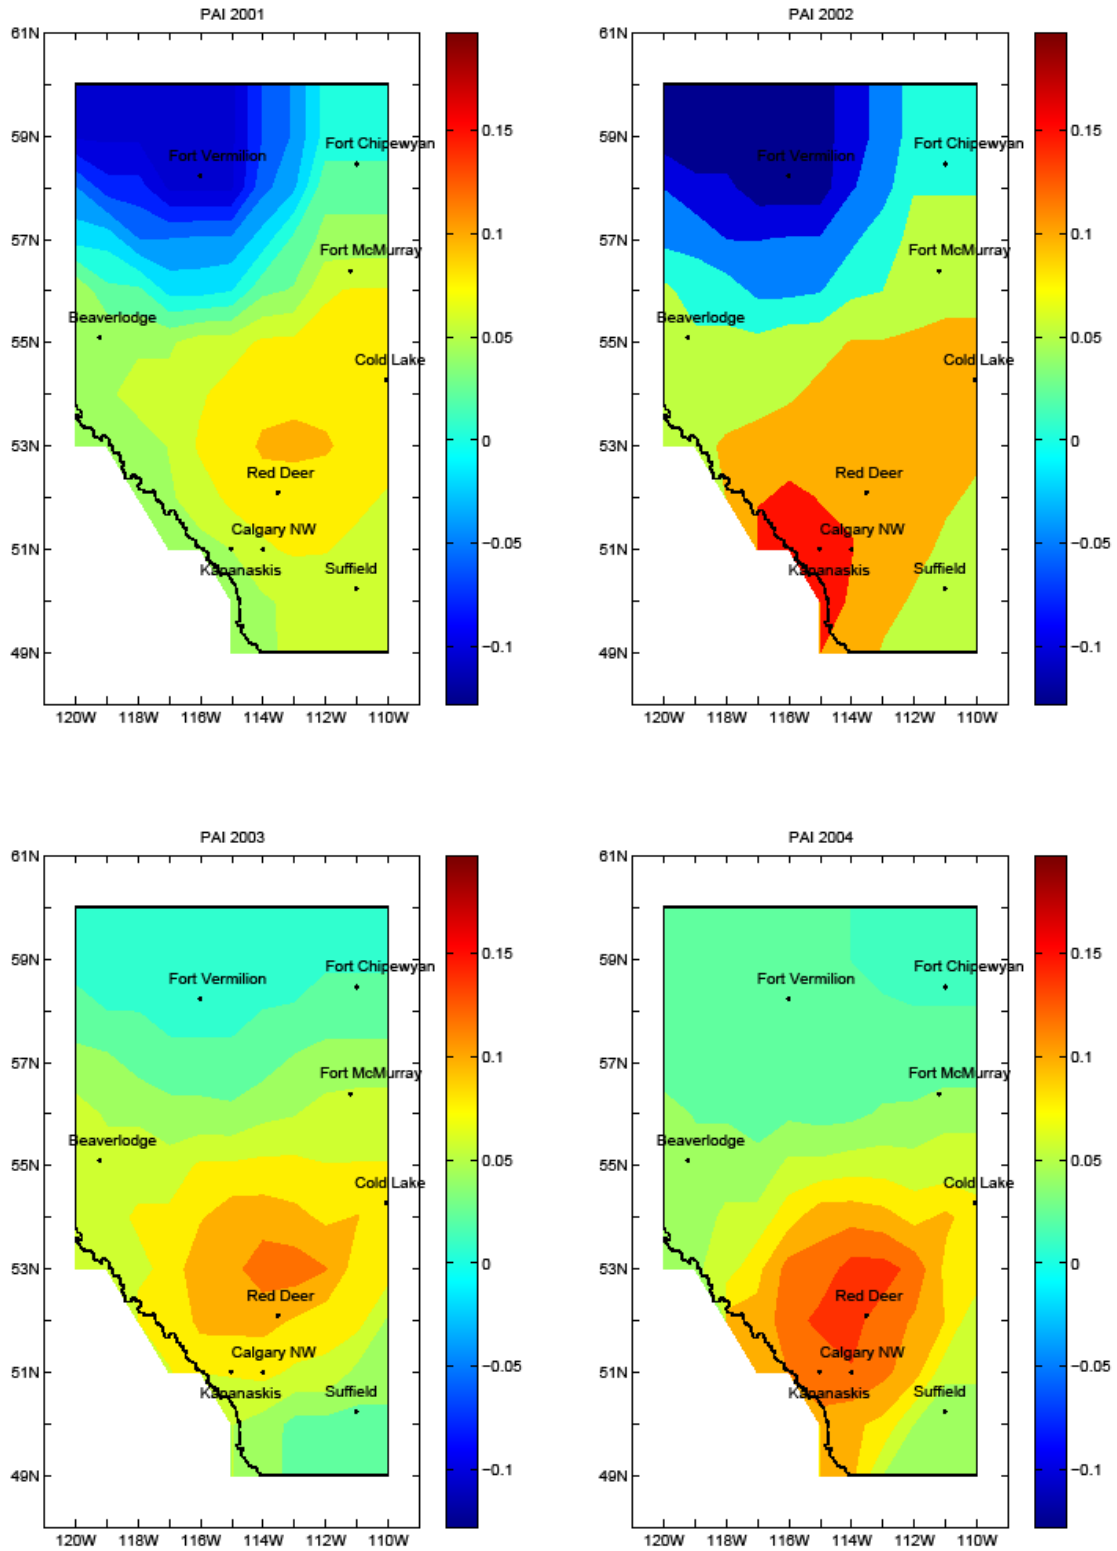 PAI 2001
61N
59N
57N
55N
53N
51N
49N
120W 118W 116W 114W 112W 110W
Fort Vermilion
Fort Chipewyan
Fort McMurray
Beaverlodge
Cold Lake
Red Deer
Calgary NW
Kananaskis
Suffield
0.15
0.1
0.05
0
−0.05
−0.1
PAI 2002
61N
59N
57N
55N
53N
51N
49N
120W 118W 116W 114W 112W 110W
Fort Vermilion
Fort Chipewyan
Fort McMurray
Beaverlodge
Cold Lake
Red Deer
Calgary NW
Kananaskis
Suffield
0.15
0.1
0.05
0
−0.05
−0.1
PAI 2003
61N
59N
57N
55N
53N
51N
49N
120W 118W 116W 114W 112W 110W
Fort Vermilion
Fort Chipewyan
Fort McMurray
Beaverlodge
Cold Lake
Red Deer
Calgary NW
Kananaskis
Suffield
0.15
0.1
0.05
0
−0.05
−0.1
PAI 2004
61N
59N
57N
55N
53N
51N
49N
120W 118W 116W 114W 112W 110W
Fort Vermilion
Fort Chipewyan
Fort McMurray
Beaverlodge
Cold Lake
Red Deer
Calgary NW
Kananaskis
Suffield
0.15
0.1
0.05
0
−0.05
−0.1